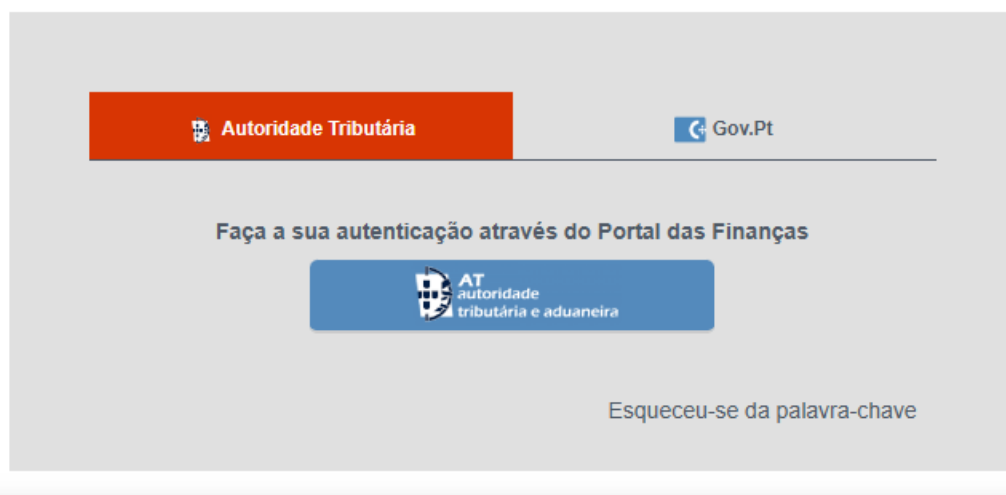 Autoridade Tributária
Gov.Pt
Faça a sua autenticação através do Portal das Finanças
AT
autoridade
tributária e aduaneira
Esqueceu-se da palavra-chave